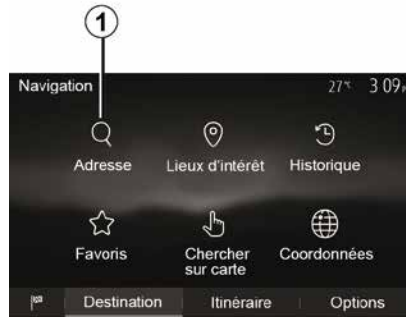 1
Navigation 27℃ 3 09
Adresse Lieux d'intérêt Historique
Favoris Chercher sur carte Coordonnées
Destination Itinéraire Options